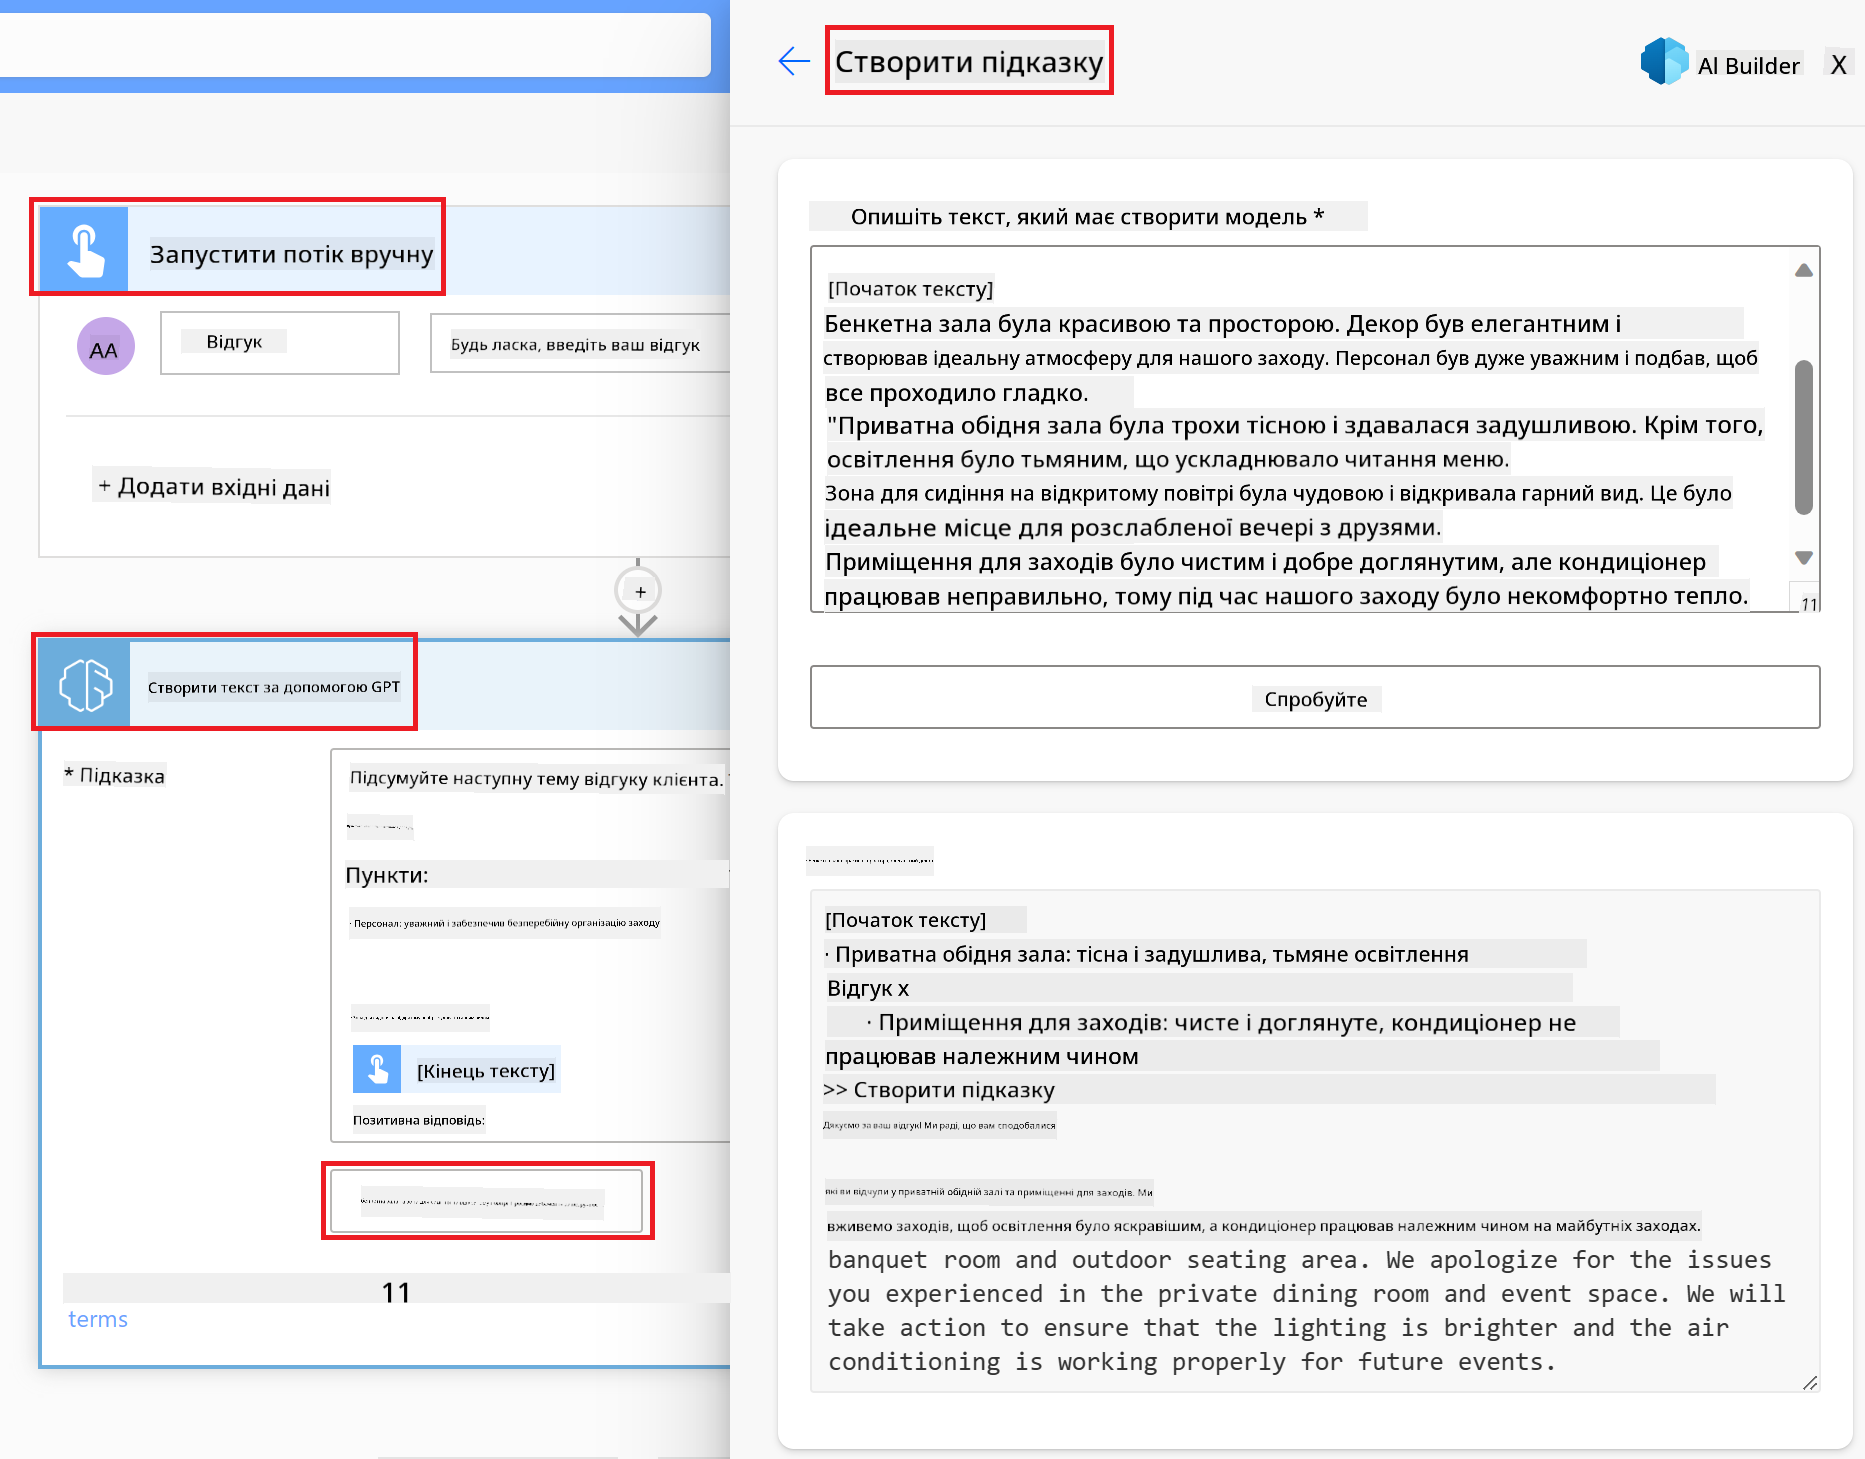 Запустити потік вручну
AA
Відгук
Будь ласка, введіть ваш відгук
+ Додати вхідні дані
+
Створити текст за допомогою GPT
* Підказка
Підсумуйте наступну тему відгуку клієнта.
Пункти:
· Персонал: уважний і забезпечив безперебійну організацію заходу
[Кінець тексту]
Позитивна відповідь:
11
terms
Створити підказку
AI Builder
X
Опишіть текст, який має створити модель *
[Початок тексту]
Бенкетна зала була красивою та просторою. Декор був елегантним і
створював ідеальну атмосферу для нашого заходу. Персонал був дуже уважним і подбав, щоб
все проходило гладко.
"Приватна обідня зала була трохи тісною і здавалася задушливою. Крім того,
освітлення було тьмяним, що ускладнювало читання меню.
Зона для сидіння на відкритому повітрі була чудовою і відкривала гарний вид. Це було
ідеальне місце для розслабленої вечері з друзями.
Приміщення для заходів було чистим і добре доглянутим, але кондиціонер
працював неправильно, тому під час нашого заходу було некомфортно тепло.
11
Спробуйте
[Початок тексту]
· Приватна обідня зала: тісна і задушлива, тьмяне освітлення
Відгук x
· Приміщення для заходів: чисте і доглянуте, кондиціонер не
працював належним чином
>> Створити підказку
Дякуємо за ваш відгук! Ми раді, що вам сподобалися
які ви відчули у приватній обідній залі та приміщенні для заходів. Ми
вживемо заходів, щоб освітлення було яскравішим, а кондиціонер працював належним чином на майбутніх заходах.
banquet room and outdoor seating area. We apologize for the issues
you experienced in the private dining room and event space. We will
take action to ensure that the lighting is brighter and the air
conditioning is working properly for future events.